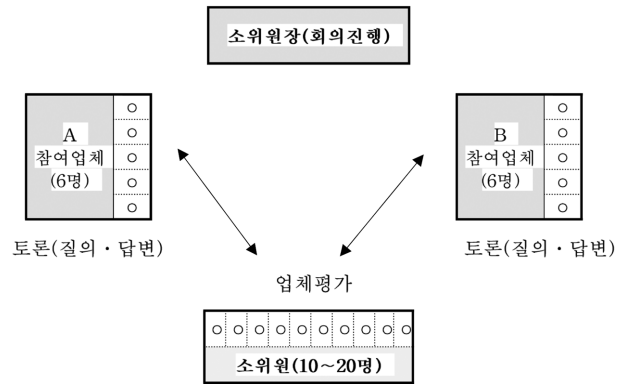 소위원장(회의진행)
A
참여업체
(6명)
B
참여업체
(6명)
토론(질의・답변)
토론(질의・답변)
업체평가
소위원(10～20명)